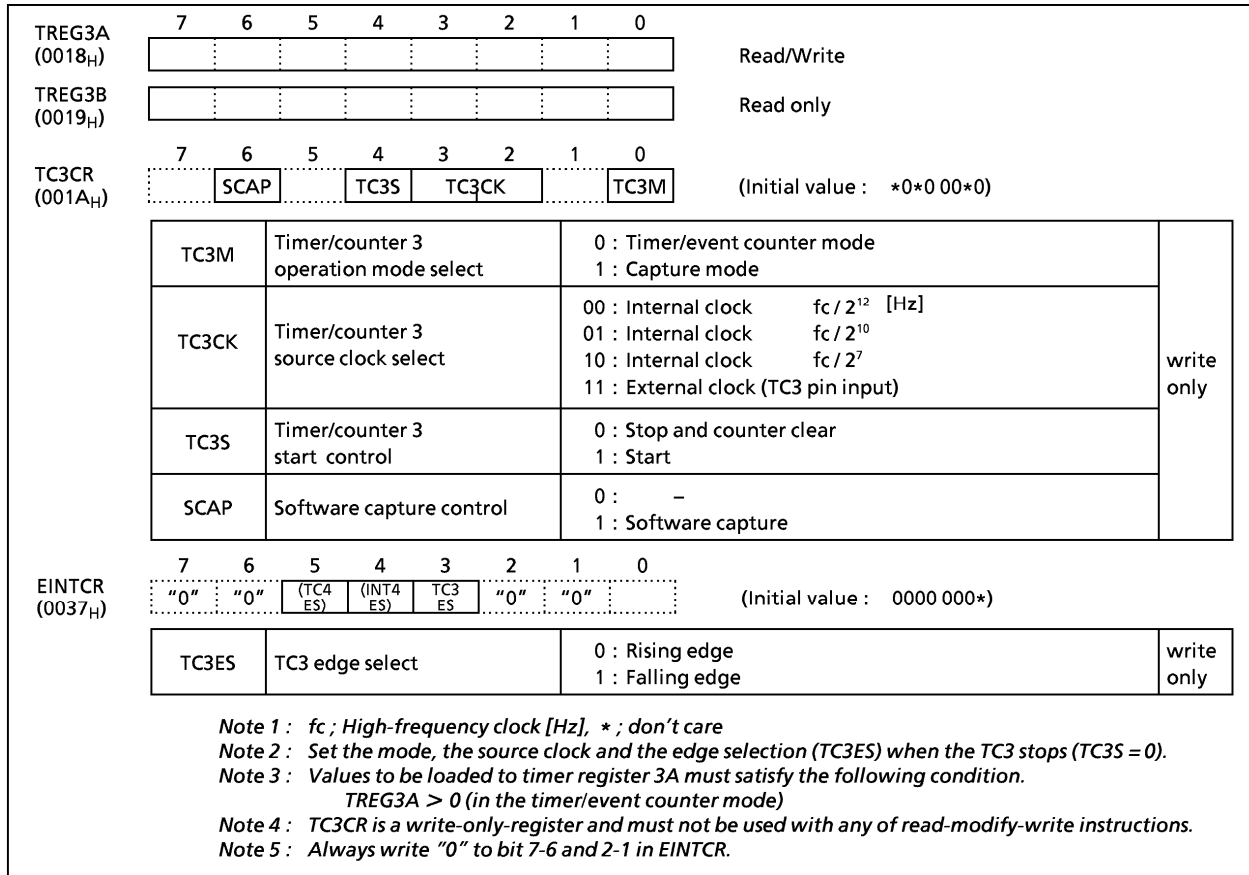 7 6 5 4 3 2 1 0
TREG3A
(0018H) Read/Write
TREG3B
(0019H) Read only
7 6 5 4 3 2 1 0
TC3CR
(001AH) SCAP TC3S TC3CK TC3M (Initial value : *0*0 00*0)
TC3M Timer/counter 3 operation mode select 0 : Timer/event counter mode
1 : Capture mode
TC3CK Timer/counter 3 source clock select 00 : Internal clock fc / 2¹² [Hz]
01 : Internal clock fc / 2¹⁰
10 : Internal clock fc / 2⁷
11 : External clock (TC3 pin input)
write only
TC3S Timer/counter 3 start control 0 : Stop and counter clear
1 : Start
SCAP Software capture control 0 : –
1 : Software capture
7 6 5 4 3 2 1 0
EINTCR
(0037H) "0" "0" (TC4 ES) (INT4 ES) TC3 ES "0" "0" (Initial value : 0000 000*)
TC3ES TC3 edge select 0 : Rising edge
1 : Falling edge
write only
Note 1 : fc ; High-frequency clock [Hz], * ; don't care
Note 2 : Set the mode, the source clock and the edge selection (TC3ES) when the TC3 stops (TC3S = 0).
Note 3 : Values to be loaded to timer register 3A must satisfy the following condition.
TREG3A > 0 (in the timer/event counter mode)
Note 4 : TC3CR is a write-only-register and must not be used with any of read-modify-write instructions.
Note 5 : Always write "0" to bit 7-6 and 2-1 in EINTCR.